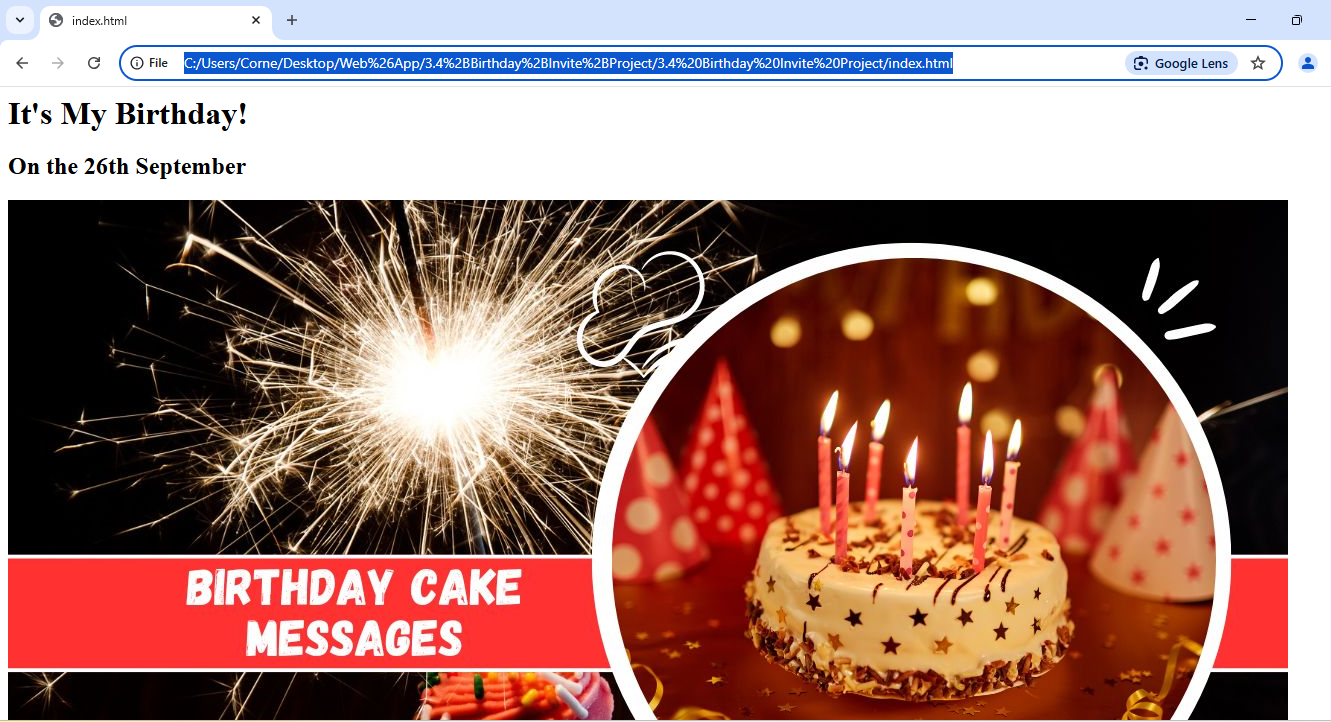 index.html
File
C:/Users/Corne/Desktop/Web%26App/3.4%2BBirthday%2BInvite%2BProject/3.4%20Birthday%20Invite%20Project/index.html
Google Lens
It's My Birthday!
On the 26th September
BIRTHDAY CAKE
MESSAGES